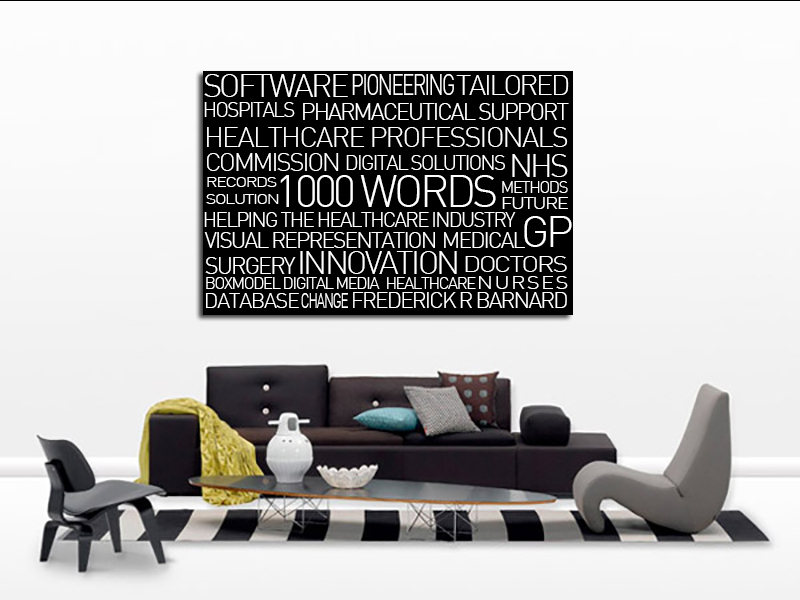 SOFTWARE PIONEERING TAILORED
HOSPITALS PHARMACEUTICAL SUPPORT
HEALTHCARE PROFESSIONALS
COMMISSION DIGITAL SOLUTIONS NHS
RECORDS SOLUTION 1000 WORDS METHODS FUTURE
HELPING THE HEALTHCARE INDUSTRY
VISUAL REPRESENTATION MEDICAL GP
SURGERY INNOVATION DOCTORS
BOXMODEL DIGITAL MEDIA HEALTHCARE NURSES
DATABASE CHANGE FREDERICK R BARNARD